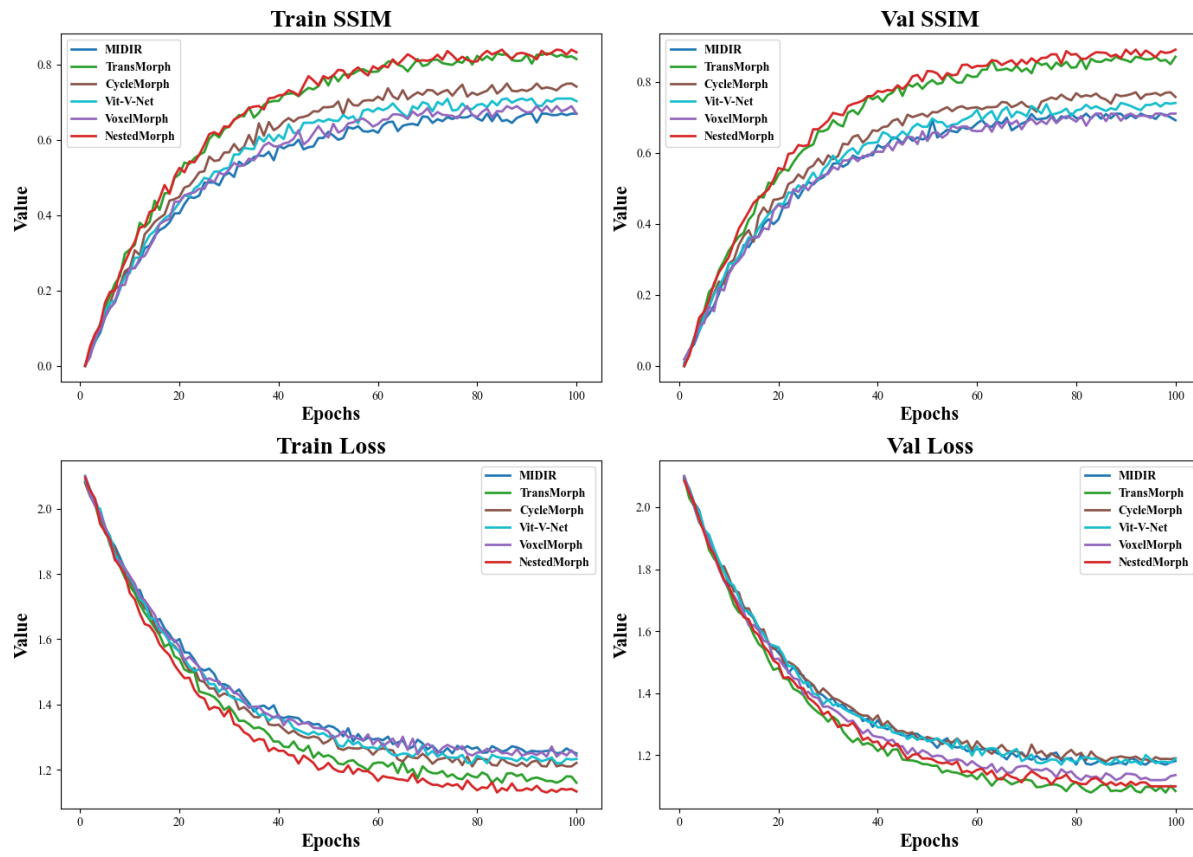 Train SSIM
Value
0.8
0.6
0.4
0.2
0.0
MIDIR
TransMorph
CycleMorph
Vit-V-Net
VoxelMorph
NestedMorph
0
20
40
60
80
100
Epochs
Val SSIM
Value
0.8
0.6
0.4
0.2
0.0
MIDIR
TransMorph
CycleMorph
Vit-V-Net
VoxelMorph
NestedMorph
0
20
40
60
80
100
Epochs
Train Loss
Value
2.0
1.8
1.6
1.4
1.2
MIDIR
TransMorph
CycleMorph
Vit-V-Net
VoxelMorph
NestedMorph
0
20
40
60
80
100
Epochs
Val Loss
Value
2.0
1.8
1.6
1.4
1.2
MIDIR
TransMorph
CycleMorph
Vit-V-Net
VoxelMorph
NestedMorph
0
20
40
60
80
100
Epochs